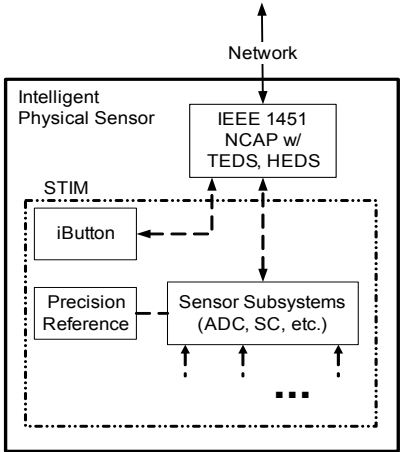 Network
Intelligent
Physical Sensor
IEEE 1451
NCAP w/
TEDS, HEDS
STIM
iButton
Precision
Reference
Sensor Subsystems
(ADC, SC, etc.)
...